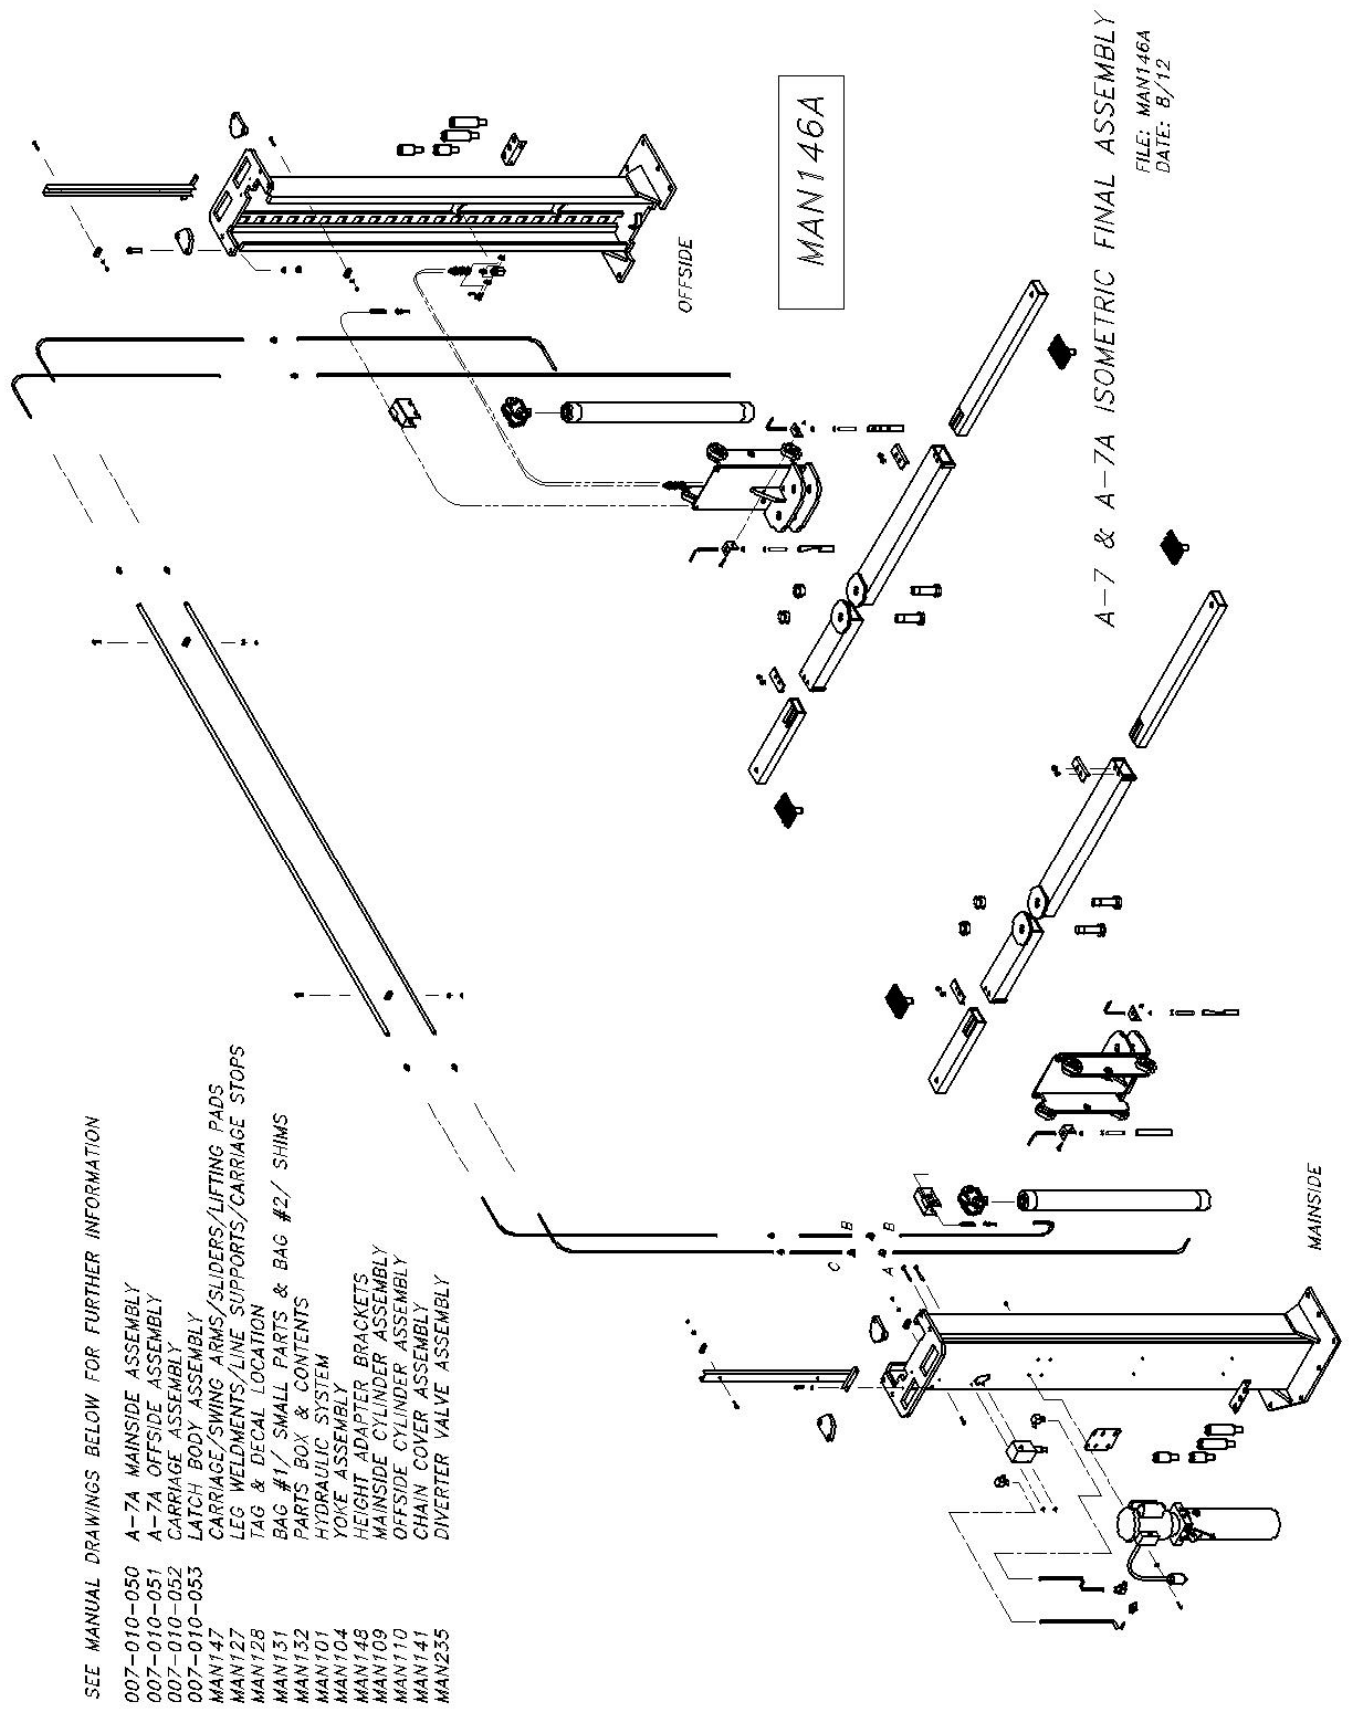 SEE MANUAL DRAWINGS BELOW FOR FURTHER INFORMATION
007-010-050 A-7A MAINSIDE ASSEMBLY
007-010-051 A-7A OFFSIDE ASSEMBLY
007-010-052 CARRIAGE ASSEMBLY
007-010-053 LATCH BODY ASSEMBLY
MAN147 CARRIAGE/SWING ARMS/SLIDERS/LIFTING PADS
MAN127 LEG WELDMENTS/LINE SUPPORTS/CARRIAGE STOPS
MAN128 TAG & DECAL LOCATION
MAN131 BAG #1/ SMALL PARTS & BAG #2/ SHIMS
MAN132 PARTS BOX & CONTENTS
MAN101 HYDRAULIC SYSTEM
MAN104 YOKE ASSEMBLY
MAN148 HEIGHT ADAPTER BRACKETS
MAN109 MAINSIDE CYLINDER ASSEMBLY
MAN110 OFFSIDE CYLINDER ASSEMBLY
MAN141 CHAIN COVER ASSEMBLY
MAN235 DIVERTER VALVE ASSEMBLY
OFFSIDE
MAN146A
C
B
A
B
MAINSIDE
A-7 & A-7A ISOMETRIC FINAL ASSEMBLY
FILE: MAN146A
DATE: 8/12